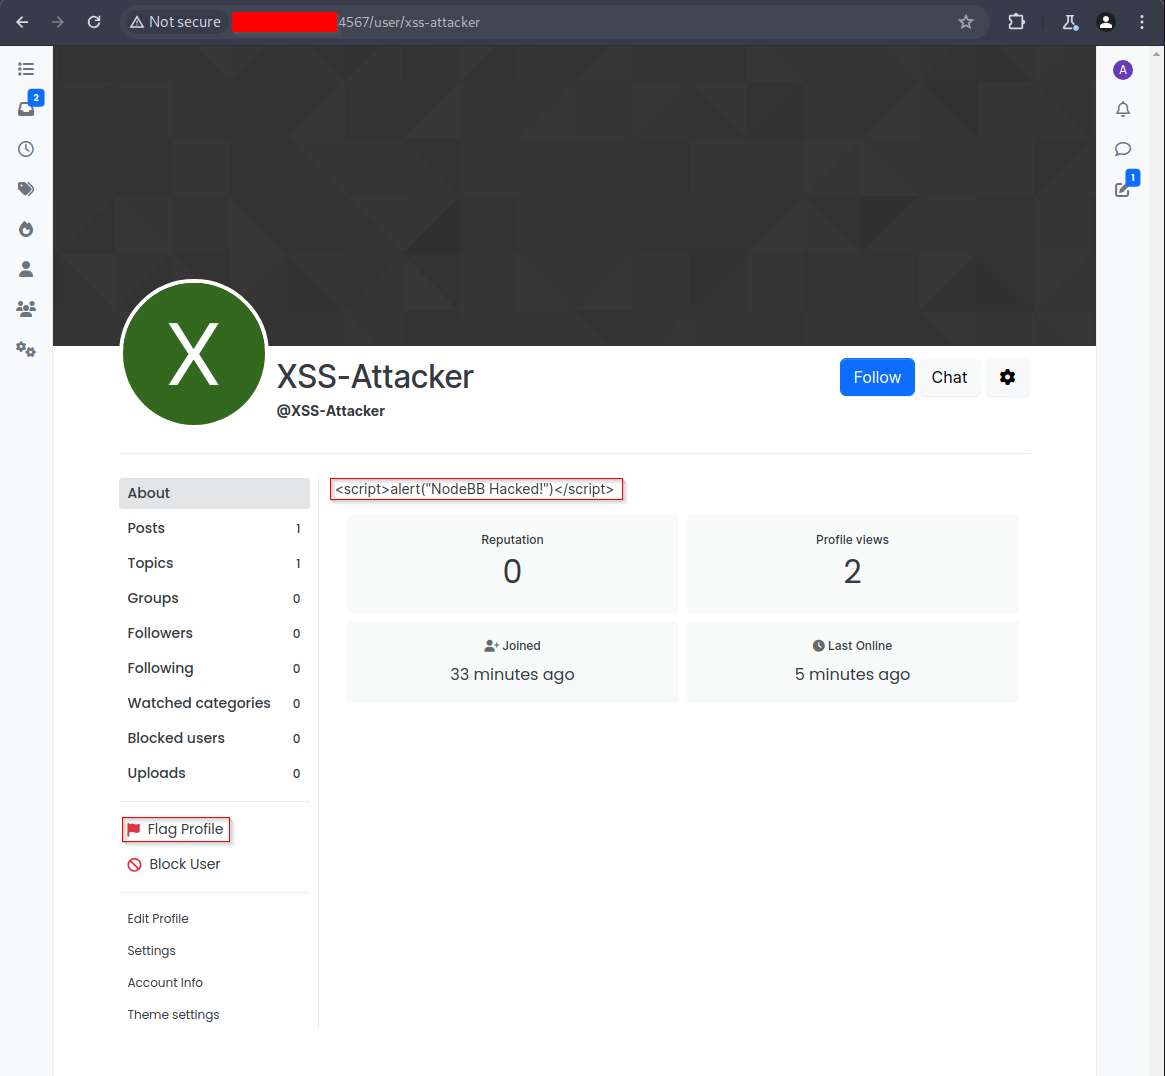 Not secure 4567/user/xss-attacker
A
2
1
X
XSS-Attacker
@XSS-Attacker
Follow Chat
About
Posts 1
Topics 1
Groups 0
Followers 0
Following 0
Watched categories 0
Blocked users 0
Uploads 0
Flag Profile
Block User
Edit Profile
Settings
Account Info
Theme settings
<script>alert("NodeBB Hacked!")</script>
Reputation
0
Profile views
2
Joined
33 minutes ago
Last Online
5 minutes ago